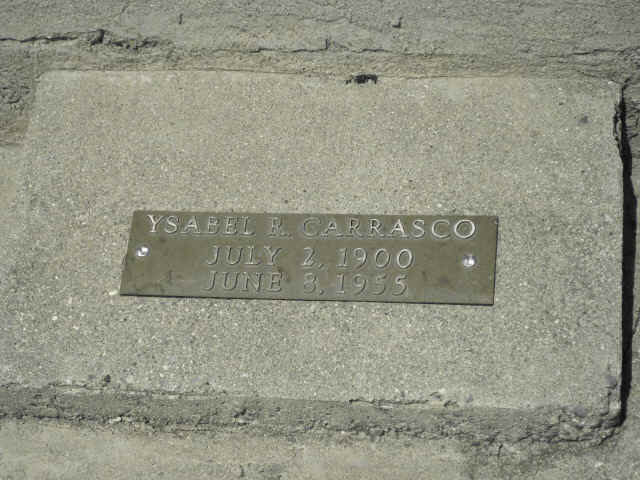 YSABEL R. CARRASCO
JULY 2, 1900
JUNE 8, 1955